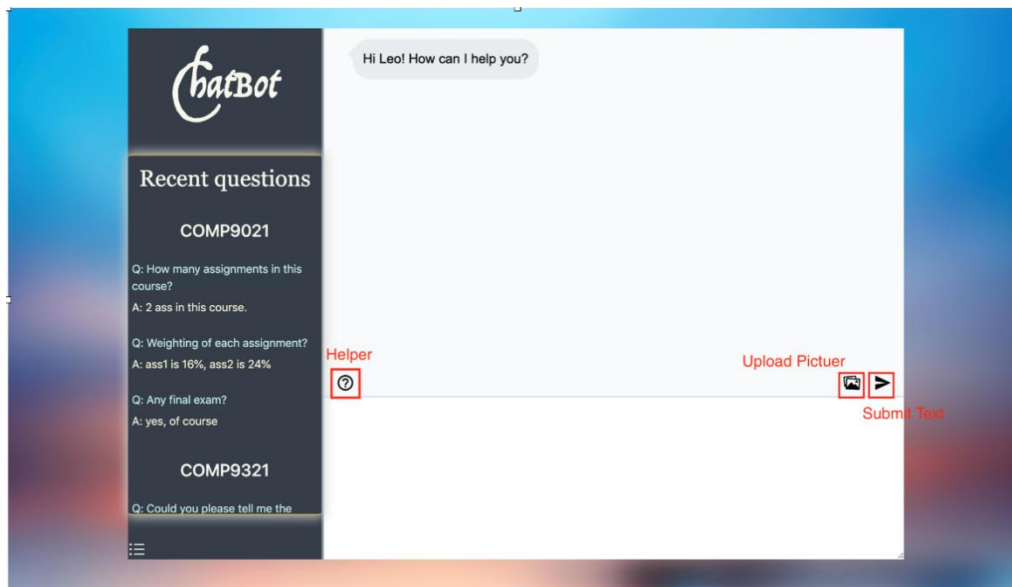 ChatBot
Recent questions
COMP9021
Q: How many assignments in this
course?
A: 2 ass in this course.
Q: Weighting of each assignment?
A: ass1 is 16%, ass2 is 24%
Q: Any final exam?
A: yes, of course
COMP9321
Q: Could you please tell me the
Hi Leo! How can I help you?
Helper
Upload Pictuer
Submit Text